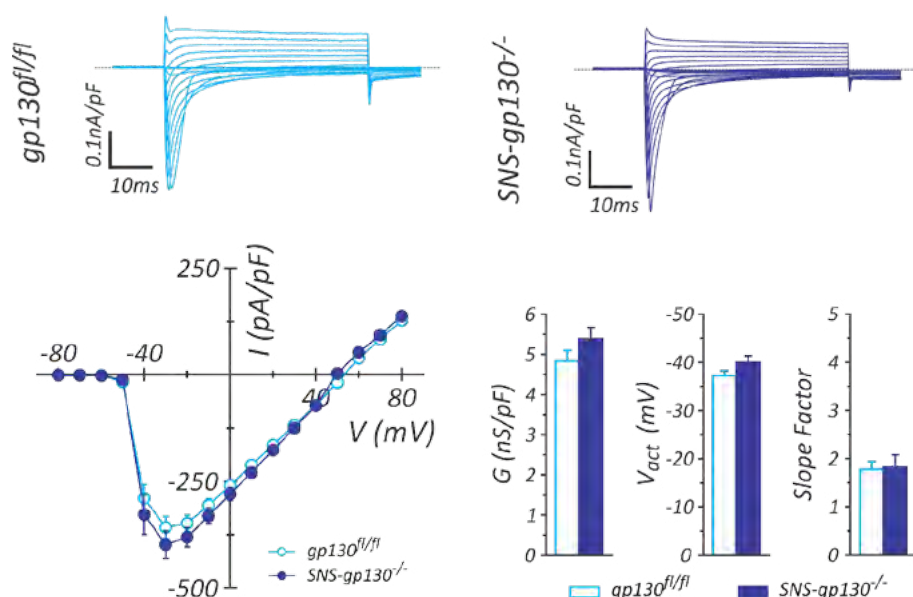 gp130fl/fl
0.1nA/pF
10ms
SNS-gp130-/-
0.1nA/pF
10ms
I (pA/pF)
250
-80
-40
40
80
V (mV)
-250
-500
gp130fl/fl
SNS-gp130-/-
G (nS/pF)
6
5
4
3
2
1
0
Vact (mV)
-50
-40
-30
-20
-10
0
Slope Factor
5
4
3
2
1
0
gp130fl/fl
SNS-gp130-/-